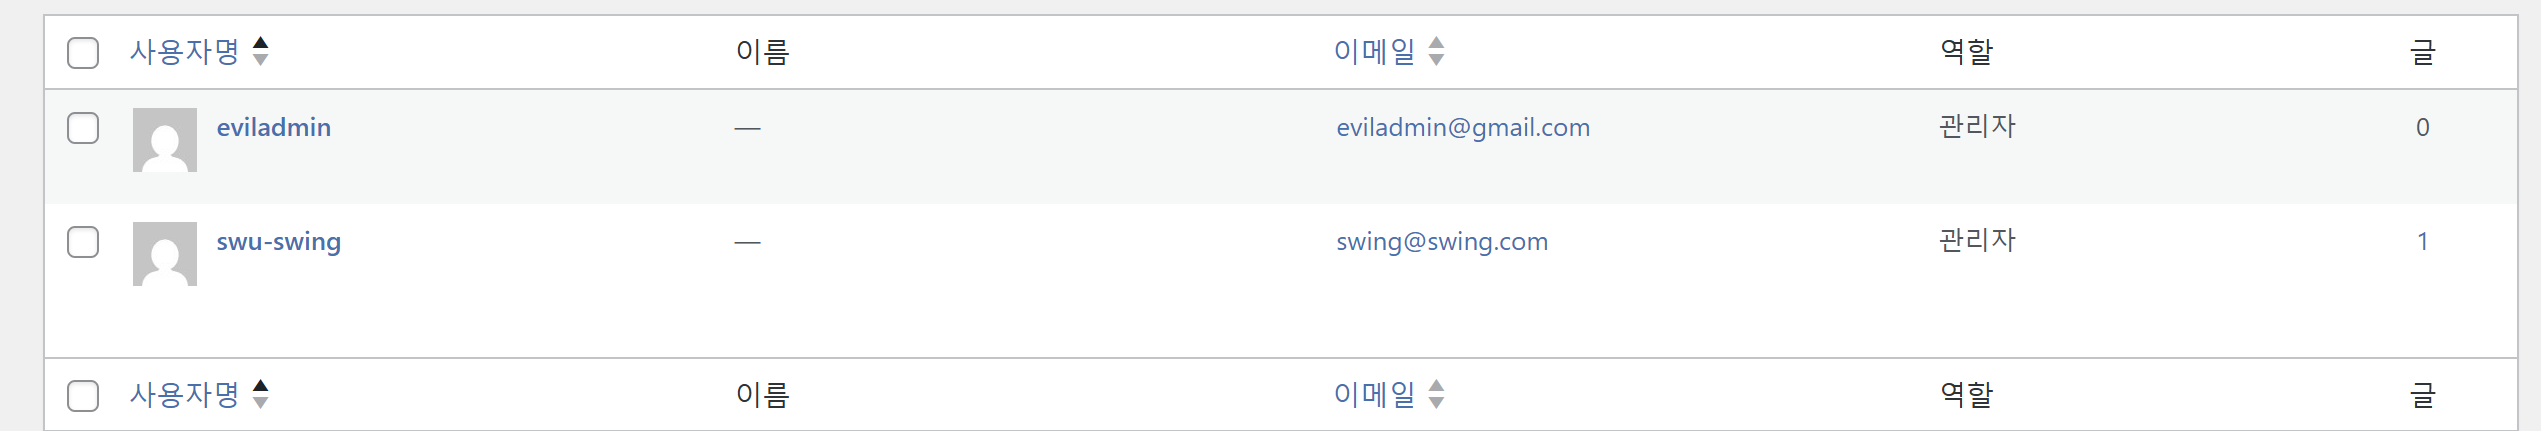 사용자명 이름 이메일 역할 글
eviladmin — eviladmin@gmail.com 관리자 0
swu-swing — swing@swing.com 관리자 1
사용자명 이름 이메일 역할 글